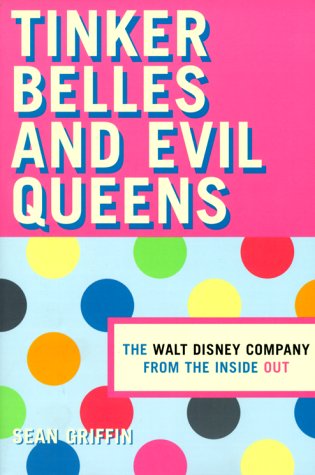 TINKER
BELLES
AND EVIL
QUEENS
THE WALT DISNEY COMPANY
FROM THE INSIDE OUT
SEAN GRIFFIN